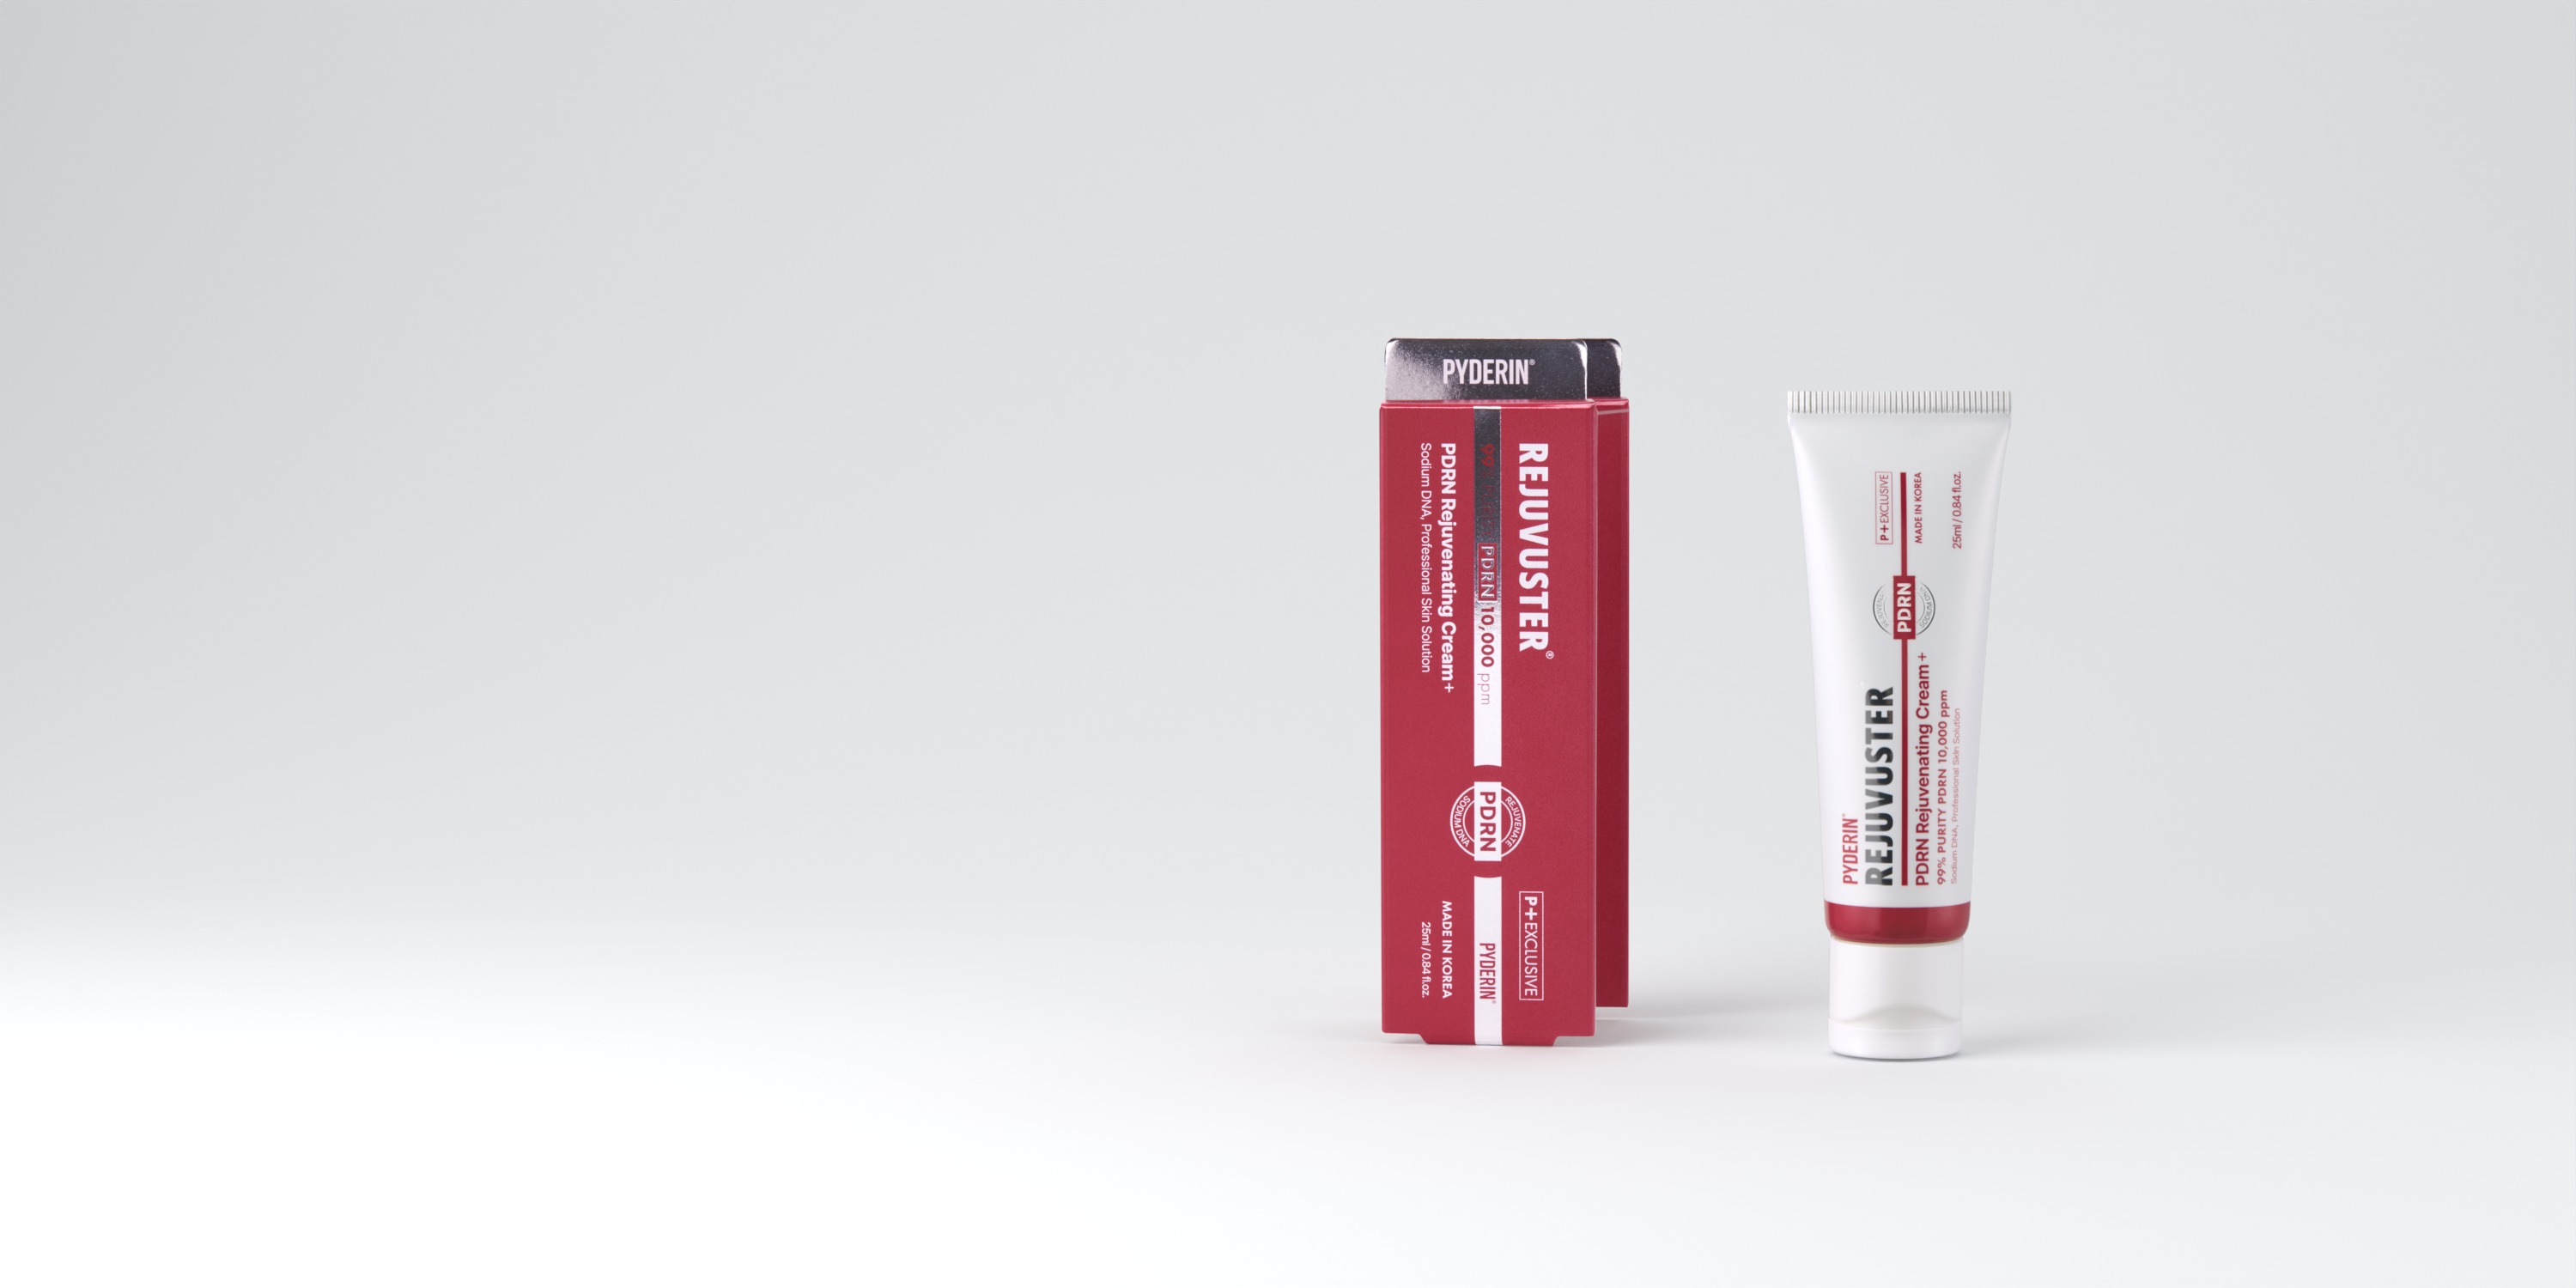 PYDERIN®
REJUVUSTER®
PDRN 10,000 ppm
PDRN Rejuvenating Cream+
Sodium DNA, Professional Skin Solution
REJUVENATE
PDRN
SODIUM DNA
P+EXCLUSIVE
PYDERIN®
MADE IN KOREA
25ml / 0.84 fl.oz.
PYDERIN
REJUVUSTER
PDRN Rejuvenating Cream+
99% PURITY PDRN 10,000 ppm
Sodium DNA, Professional Skin Solution
PDRN
P+EXCLUSIVE
MADE IN KOREA
25ml / 0.84 fl.oz.